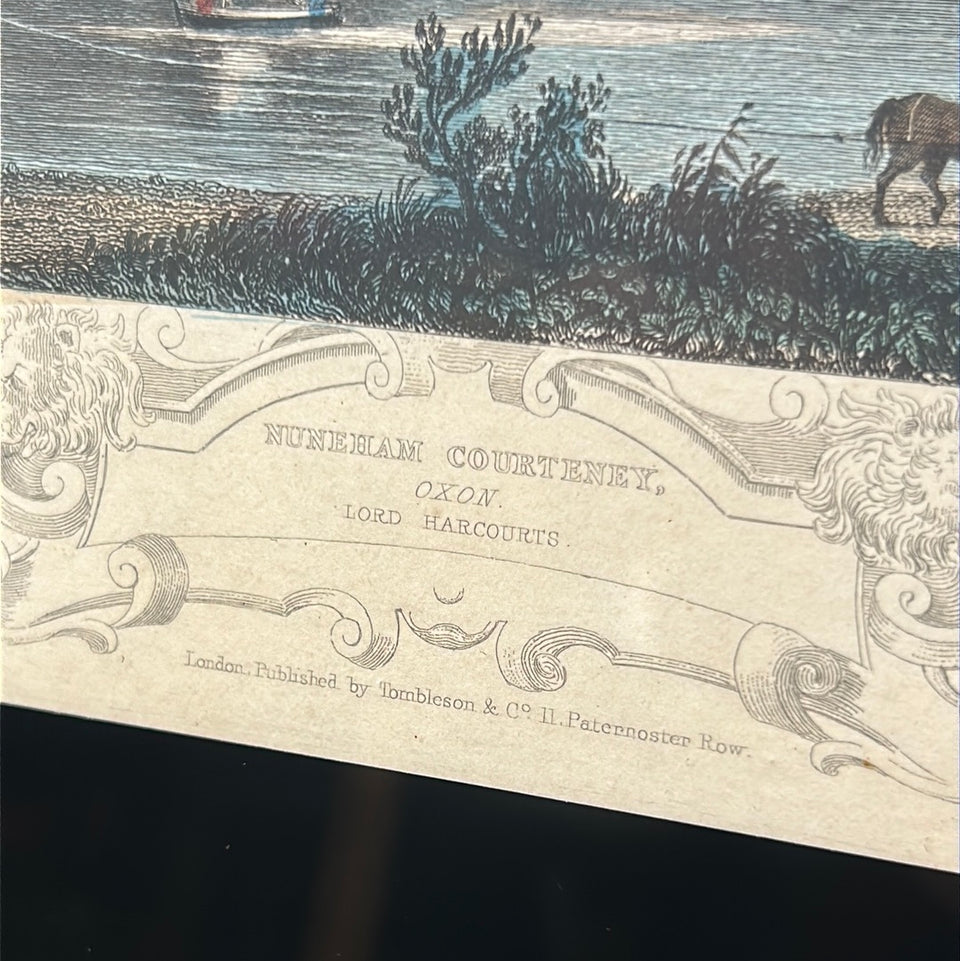 NUNEHAM COURTENEY,
OXON.
LORD HARCOURTS.
London. Published by Tombleson & Co. 11. Paternoster Row.